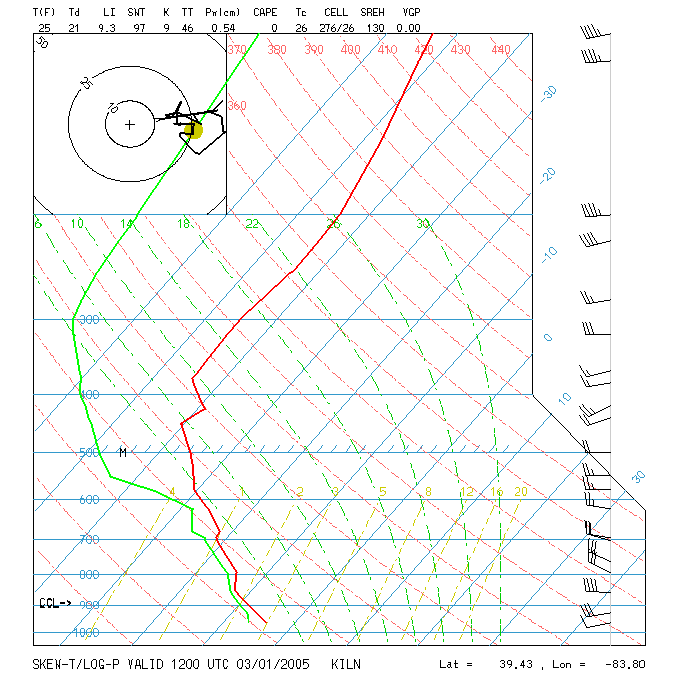 T(F) Td LI SWT K TT Pw(cm) CAPE Tc CELL SREH VGP
25 21 9.3 97 9 46 0.54 0 26 276/26 130 0.00
50
370 380 390 400 410 420 430 440
25
-30
10
360
-20
6 10 14 18 22 26 30
-10
300
0
400
10
M
500
30
600
.4 1 2 3 5 8 12 16 20
700
800
CCL->
900
1000
SKEW-T/LOG-P VALID 1200 UTC 03/01/2005 KILN Lat = 39.43 , Lon = -83.80